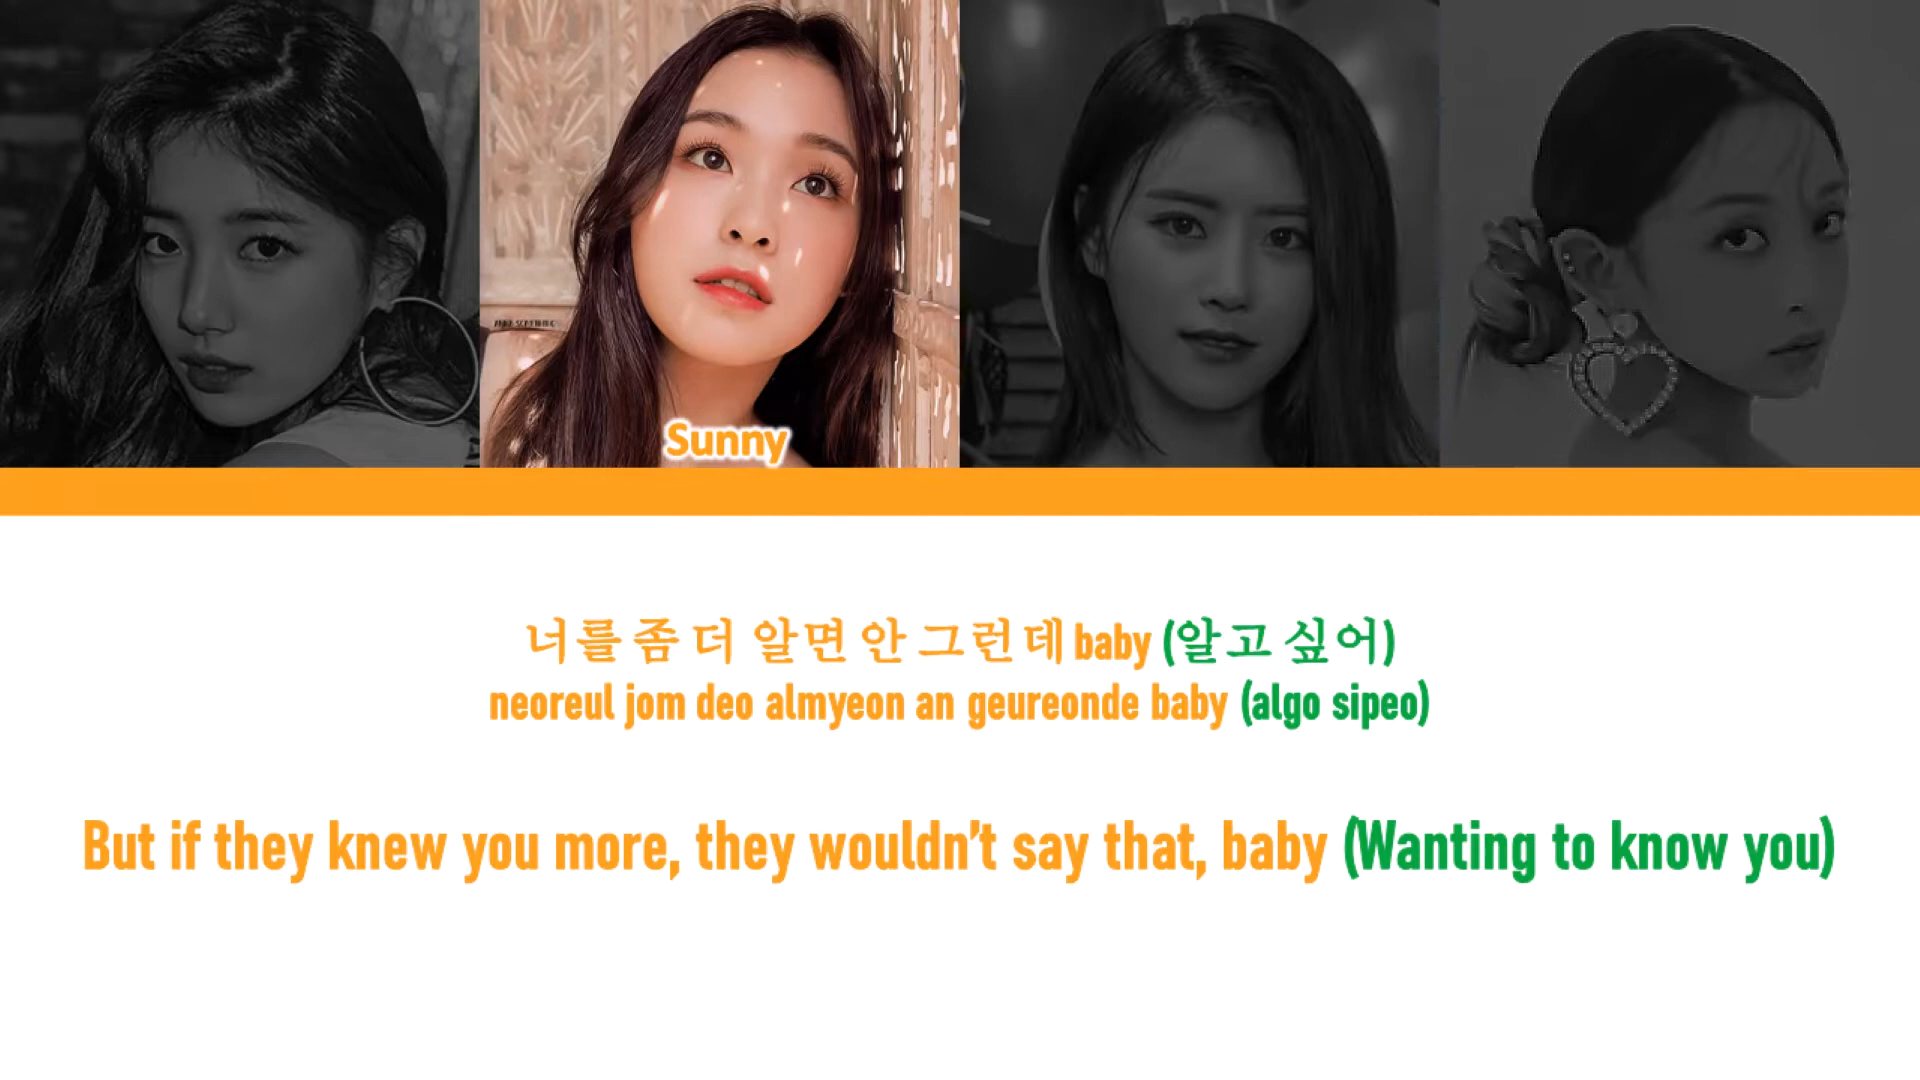 Sunny
너를 좀 더 알면 안 그런데 baby (알고 싶어)
neoreul jom deo almyeon an geureonde baby (algo sipeo)
But if they knew you more, they wouldn't say that, baby (Wanting to know you)